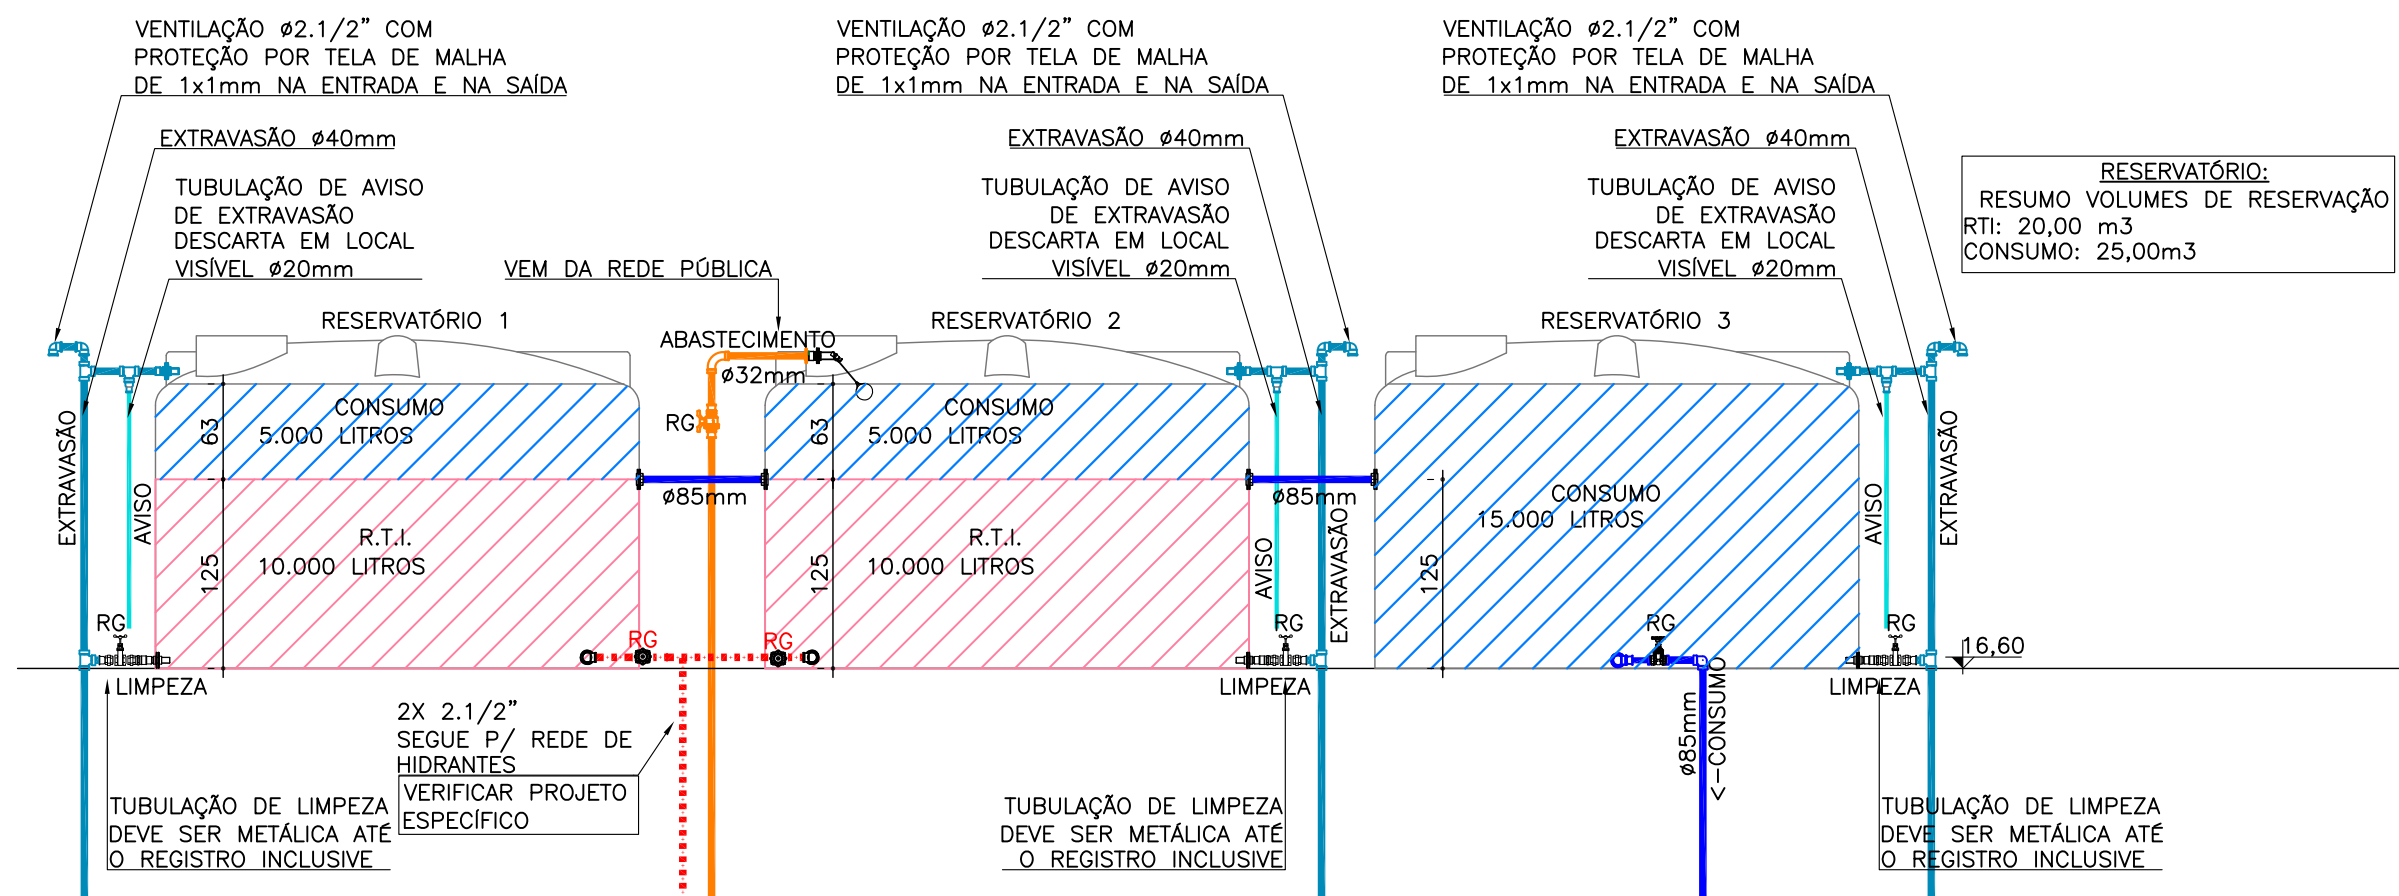 VENTILAÇÃO ø2.1/2” COM
PROTEÇÃO POR TELA DE MALHA
DE 1x1mm NA ENTRADA E NA SAÍDA
EXTRAVASÃO ø40mm
TUBULAÇÃO DE AVISO
DE EXTRAVASÃO
DESCARTA EM LOCAL
VISÍVEL ø20mm
VENTILAÇÃO ø2.1/2” COM
PROTEÇÃO POR TELA DE MALHA
DE 1x1mm NA ENTRADA E NA SAÍDA
EXTRAVASÃO ø40mm
TUBULAÇÃO DE AVISO
DE EXTRAVASÃO
DESCARTA EM LOCAL
VISÍVEL ø20mm
VENTILAÇÃO ø2.1/2” COM
PROTEÇÃO POR TELA DE MALHA
DE 1x1mm NA ENTRADA E NA SAÍDA
EXTRAVASÃO ø40mm
TUBULAÇÃO DE AVISO
DE EXTRAVASÃO
DESCARTA EM LOCAL
VISÍVEL ø20mm
RESERVATÓRIO:
RESUMO VOLUMES DE RESERVAÇÃO
RTI: 20,00 m3
CONSUMO: 25,00m3
VEM DA REDE PÚBLICA
RESERVATÓRIO 1
ABASTECIMENTO
ø32mm
RG
RESERVATÓRIO 2
RESERVATÓRIO 3
EXTRAVASÃO
AVISO
RG
63
125
CONSUMO
5.000 LITROS
R.T.I.
10.000 LITROS
ø85mm
63
125
CONSUMO
5.000 LITROS
R.T.I.
10.000 LITROS
RG
RG
ø85mm
AVISO
EXTRAVASÃO
RG
125
CONSUMO
15.000 LITROS
RG
AVISO
EXTRAVASÃO
RG
16,60
LIMPEZA
LIMPEZA
LIMPEZA
2X 2.1/2”
SEGUE P/ REDE DE
HIDRANTES
VERIFICAR PROJETO
ESPECÍFICO
ø85mm
<-CONSUMO
TUBULAÇÃO DE LIMPEZA
DEVE SER METÁLICA ATÉ
O REGISTRO INCLUSIVE
TUBULAÇÃO DE LIMPEZA
DEVE SER METÁLICA ATÉ
O REGISTRO INCLUSIVE
TUBULAÇÃO DE LIMPEZA
DEVE SER METÁLICA ATÉ
O REGISTRO INCLUSIVE